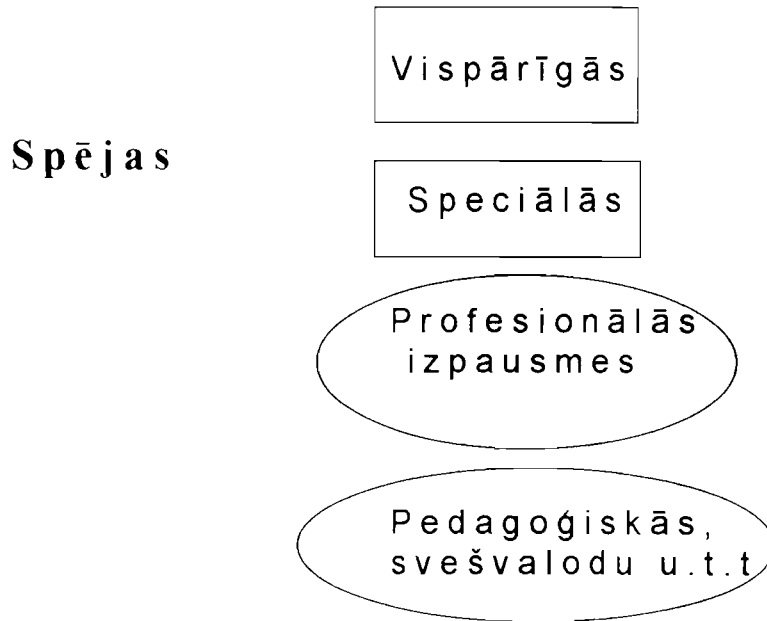 Vispārīgās
Spējas
Speciālās
Profesionālās
izpausmes
Pedagoģiskās,
svešvalodu u.t.t